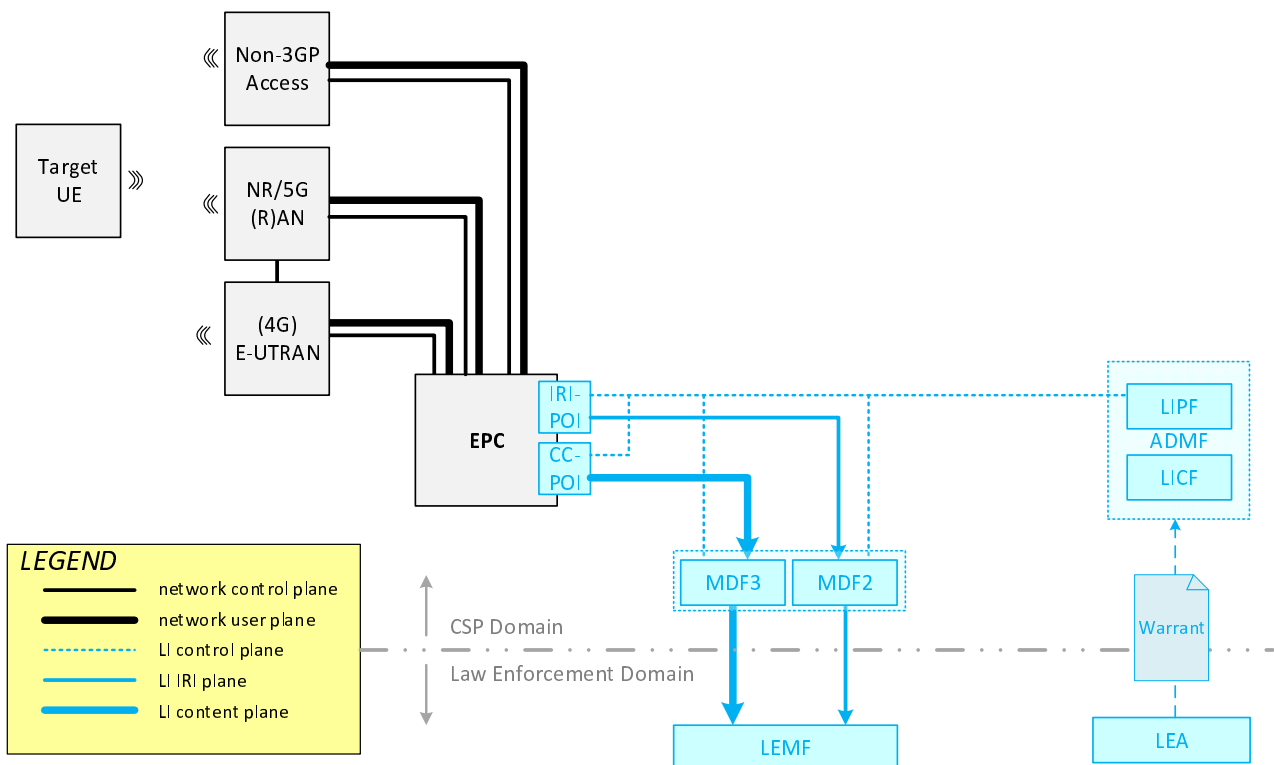 Non-3GP
Access
Target
UE
NR/5G
(R)AN
(4G)
E-UTRAN
EPC
IRI-
POI
CC-
POI
LIPF
ADMF
LICF
MDF3
MDF2
LEGEND
network control plane
network user plane
LI control plane
LI IRI plane
LI content plane
CSP Domain
Law Enforcement Domain
Warrant
LEMF
LEA